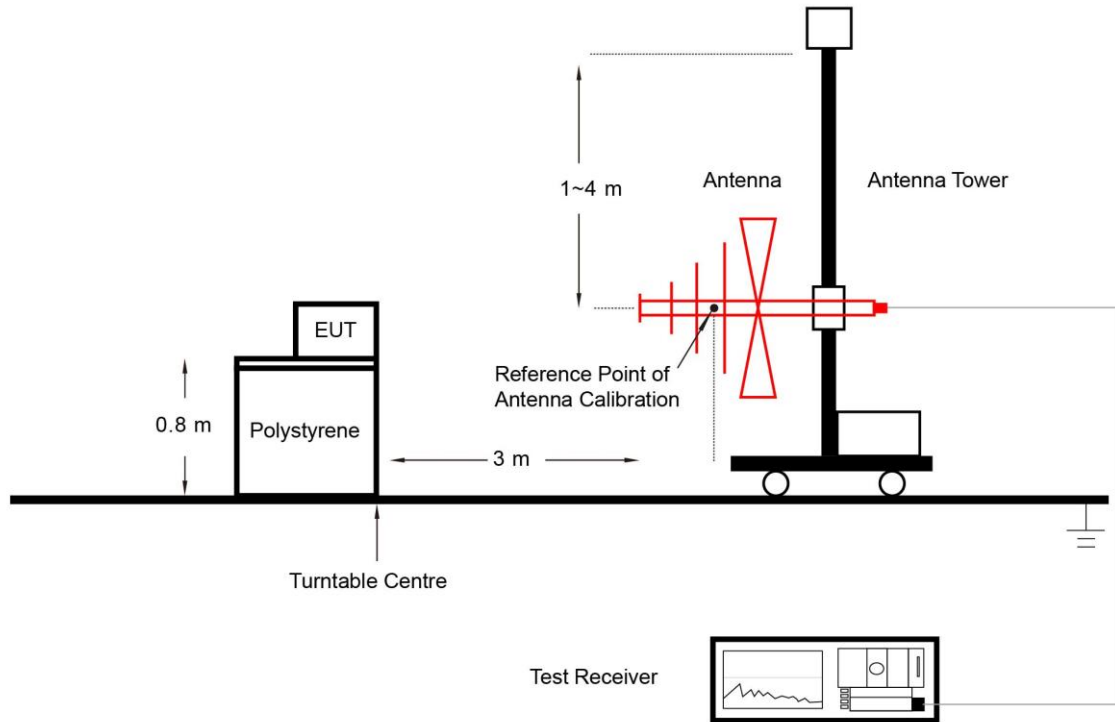 1~4 m
Antenna
Antenna Tower
EUT
Reference Point of
Antenna Calibration
0.8 m
Polystyrene
3 m
Turntable Centre
Test Receiver